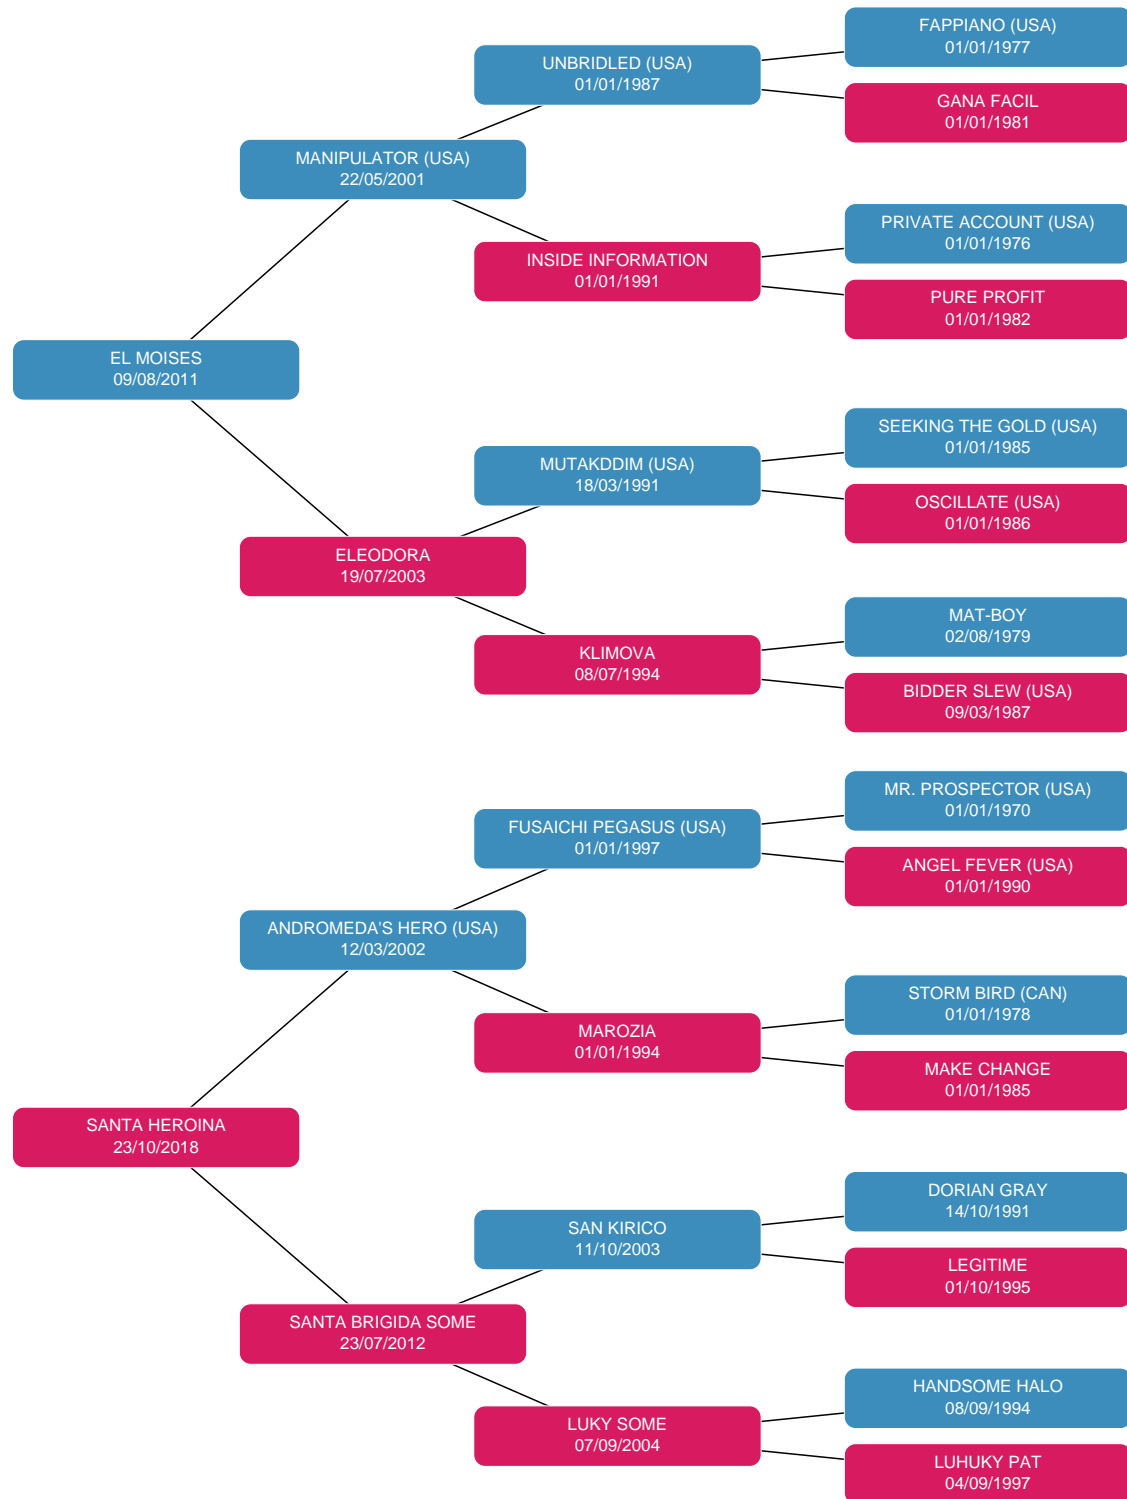 FAPPIANO (USA)
01/01/1977
UNBRIDLED (USA)
01/01/1987
GANA FACIL
01/01/1981
MANIPULATOR (USA)
22/05/2001
PRIVATE ACCOUNT (USA)
01/01/1976
INSIDE INFORMATION
01/01/1991
PURE PROFIT
01/01/1982
EL MOISES
09/08/2011
SEEKING THE GOLD (USA)
01/01/1985
MUTAKDDIM (USA)
18/03/1991
OSCILLATE (USA)
01/01/1986
ELEODORA
19/07/2003
MAT-BOY
02/08/1979
KLIMOVA
08/07/1994
BIDDER SLEW (USA)
09/03/1987
MR. PROSPECTOR (USA)
01/01/1970
FUSAICHI PEGASUS (USA)
01/01/1997
ANGEL FEVER (USA)
01/01/1990
ANDROMEDA'S HERO (USA)
12/03/2002
STORM BIRD (CAN)
01/01/1978
MAROZIA
01/01/1994
MAKE CHANGE
01/01/1985
SANTA HEROINA
23/10/2018
DORIAN GRAY
14/10/1991
SAN KIRICO
11/10/2003
LEGITIME
01/10/1995
SANTA BRIGIDA SOME
23/07/2012
HANDSOME HALO
08/09/1994
LUKY SOME
07/09/2004
LUHUKY PAT
04/09/1997